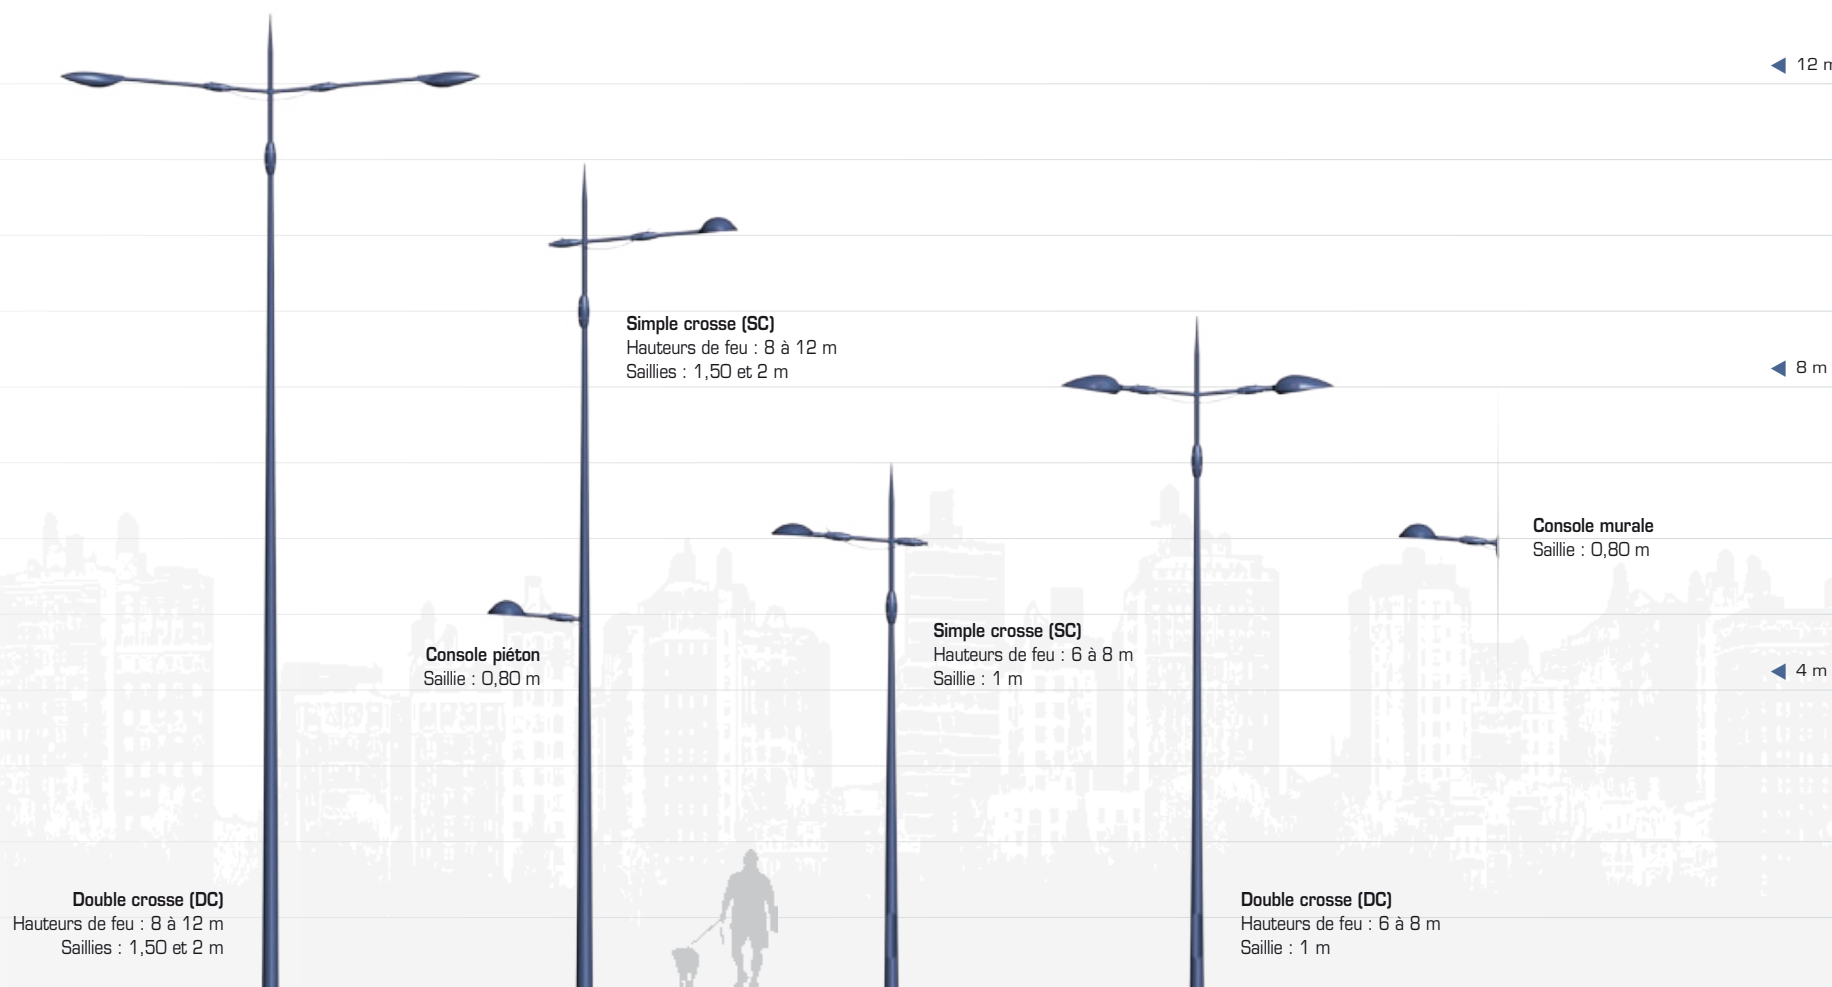 12 m
Simple crosse (SC)
Hauteurs de feu : 8 à 12 m
Saillies : 1,50 et 2 m
8 m
Console murale
Saillie : 0,80 m
Console piéton
Saillie : 0,80 m
Simple crosse (SC)
Hauteurs de feu : 6 à 8 m
Saillie : 1 m
4 m
Double crosse (DC)
Hauteurs de feu : 8 à 12 m
Saillies : 1,50 et 2 m
Double crosse (DC)
Hauteurs de feu : 6 à 8 m
Saillie : 1 m